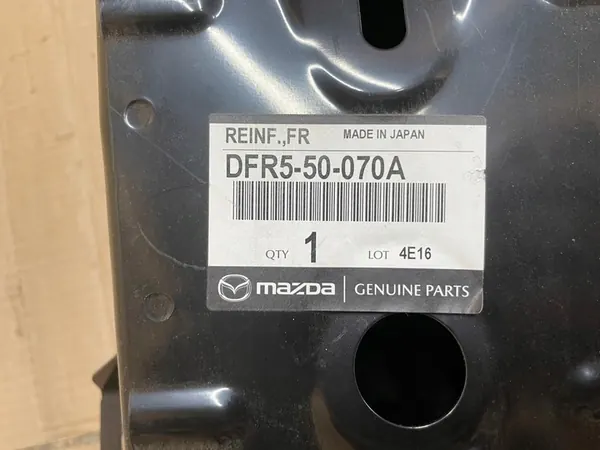 REINF.,FR MADE IN JAPAN
DFR5-50-070A
QTY 1 LOT 4E16
mazda GENUINE PARTS